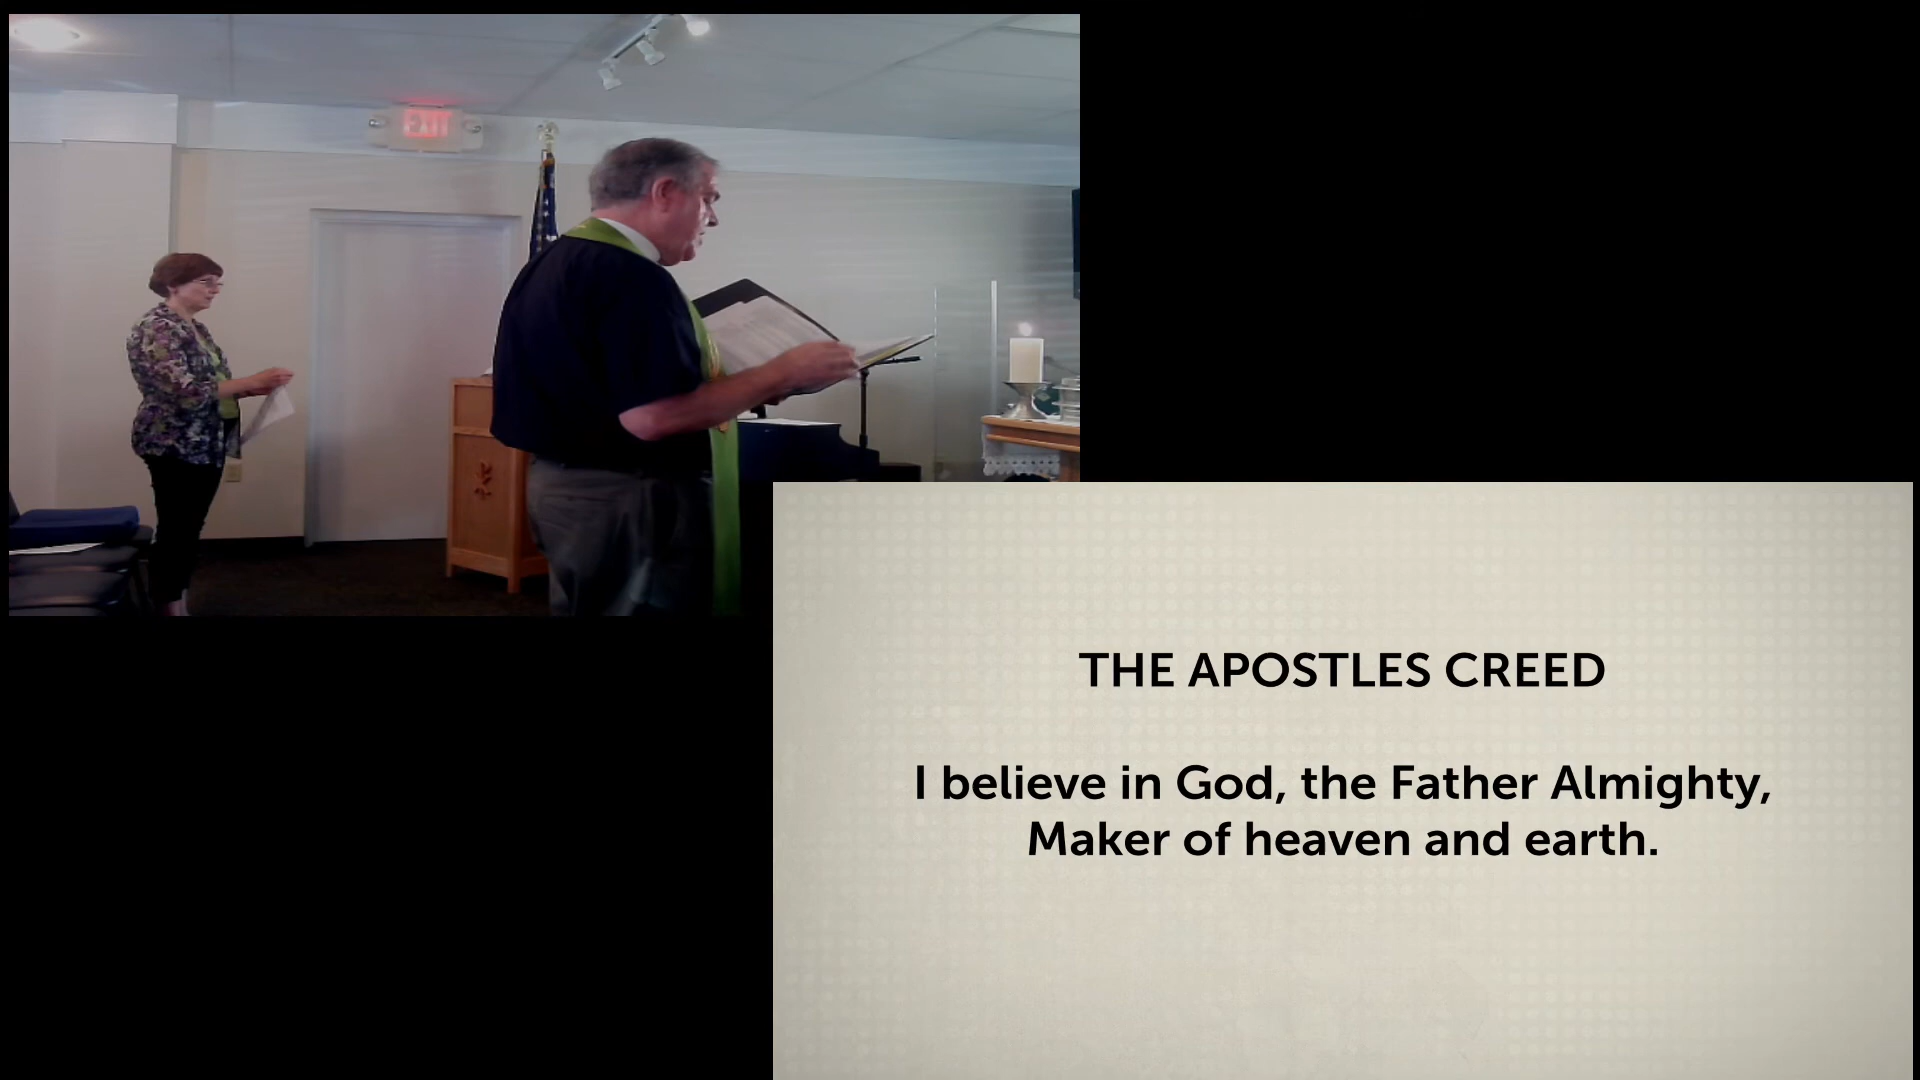 EXIT
THE APOSTLES CREED
I believe in God, the Father Almighty,
Maker of heaven and earth.